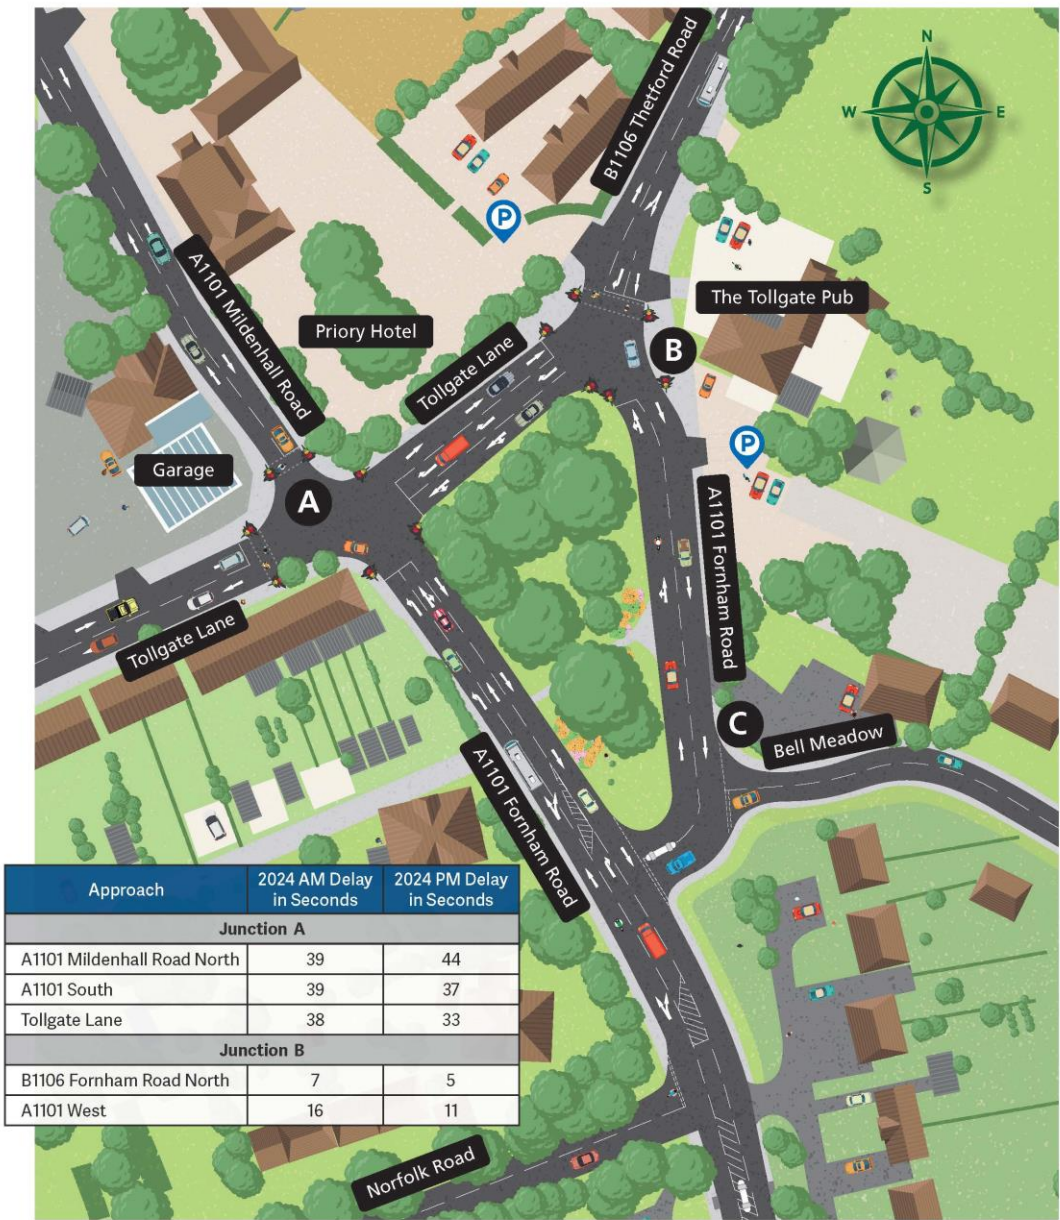 N
W
E
S
B1106 Thetford Road
P
A1101 Mildenhall Road
The Tollgate Pub
Priory Hotel
Tollgate Lane
B
P
Garage
A
A1101 Fornham Road
Tollgate Lane
C
Bell Meadow
A1101 Fornham Road
Approach
2024 AM Delay
in Seconds
2024 PM Delay
in Seconds
Junction A
A1101 Mildenhall Road North 39 44
A1101 South 39 37
Tollgate Lane 38 33
Junction B
B1106 Fornham Road North 7 5
A1101 West 16 11
Norfolk Road